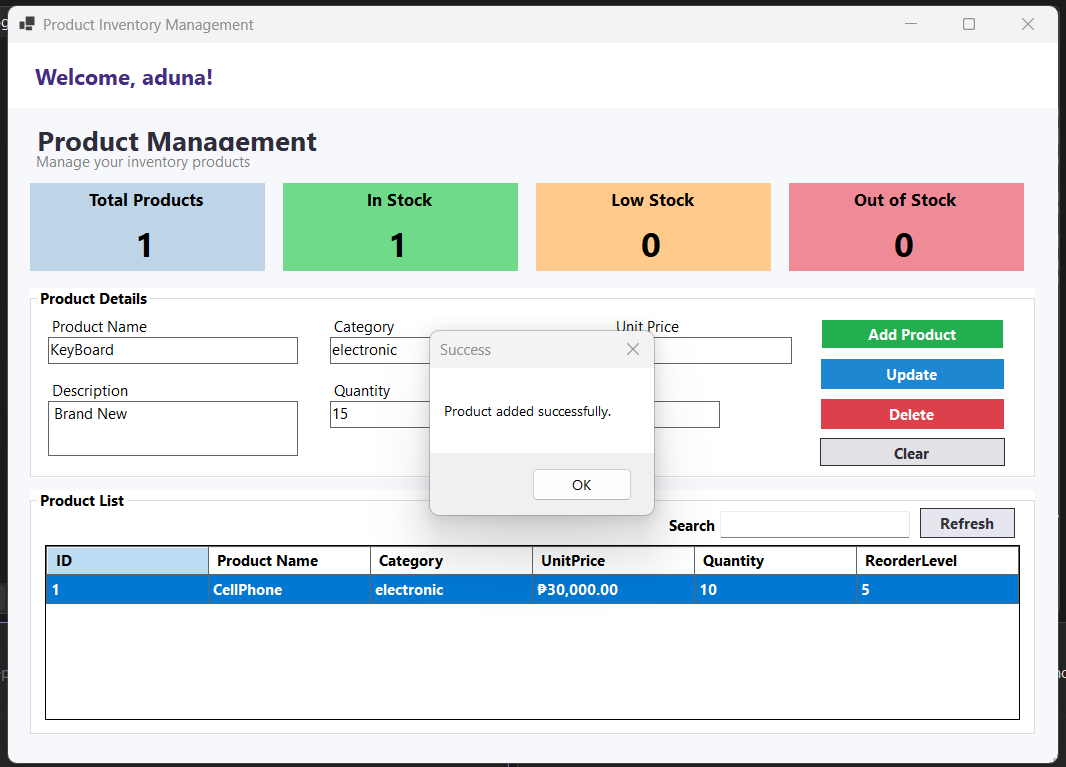 Product Inventory Management
Welcome, aduna!
Product Management
Manage your inventory products
Total Products
In Stock
Low Stock
Out of Stock
1
1
0
0
Product Details
Product Name
Category
Unit Price
KeyBoard
electronic
Description
Quantity
Brand New
15
Add Product
Update
Delete
Clear
Success
Product added successfully.
OK
Product List
Search
Refresh
ID Product Name Category UnitPrice Quantity ReorderLevel
1 CellPhone electronic ₱30,000.00 10 5